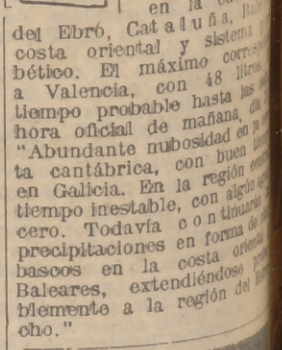 en la
del Ebro, Cataluña,
costa oriental y sistema
bético. El máximo
a Valencia, con 48 litros.
tiempo probable hasta las
hora oficial de mañana,
"Abundante nubosidad en
ta cantábrica, con buen
en Galicia. En la región
tiempo inestable, con algún
cero. Todavía continuarán
precipitaciones en forma de
bascos en la costa oriental
Baleares, extendiéndose
blemente a la región del
cho."